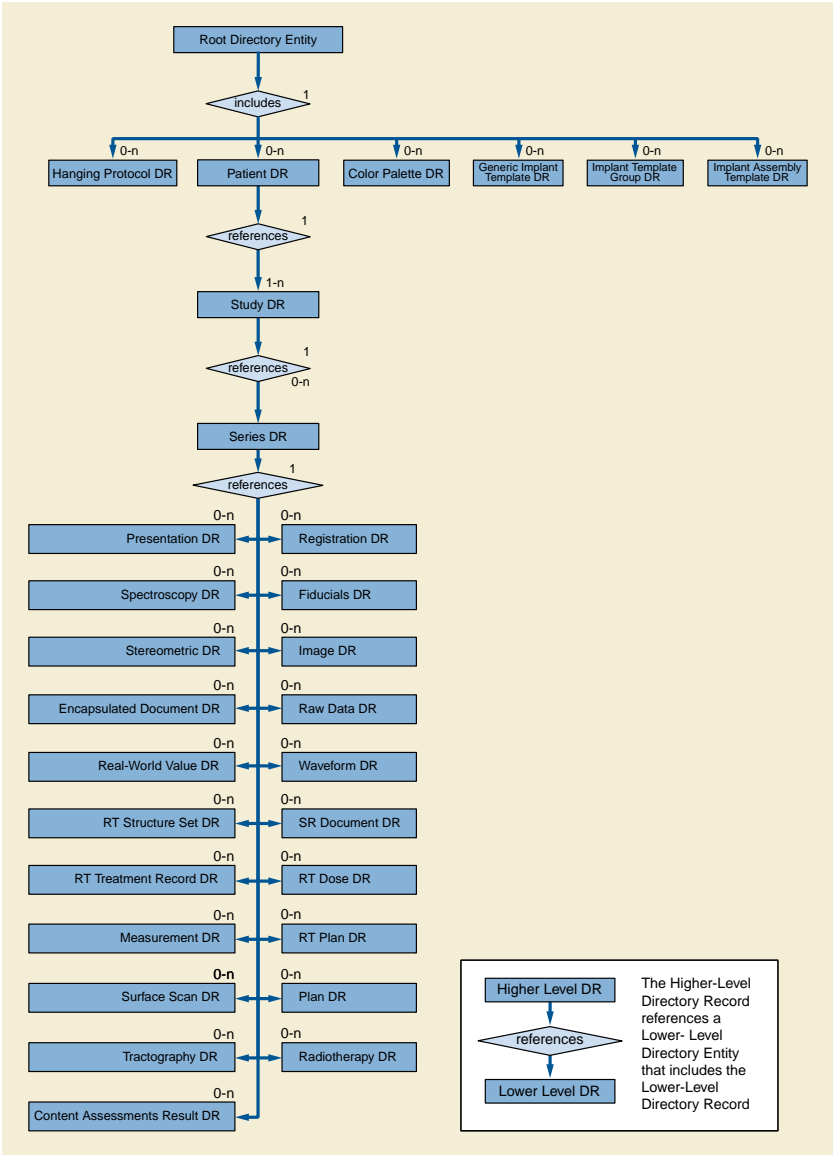 Root Directory Entity
includes
1
0-n
0-n
0-n
0-n
0-n
0-n
Hanging Protocol DR
Patient DR
Color Palette DR
Generic Implant
Template DR
Implant Template
Group DR
Implant Assembly
Template DR
1
references
1-n
Study DR
1
references
0-n
Series DR
1
references
0-n
0-n
Presentation DR
Registration DR
0-n
0-n
Spectroscopy DR
Fiducials DR
0-n
0-n
Stereometric DR
Image DR
0-n
0-n
Encapsulated Document DR
Raw Data DR
0-n
0-n
Real-World Value DR
Waveform DR
0-n
0-n
RT Structure Set DR
SR Document DR
0-n
0-n
RT Treatment Record DR
RT Dose DR
0-n
0-n
Measurement DR
RT Plan DR
0-n
0-n
Surface Scan DR
Plan DR
0-n
0-n
Tractography DR
Radiotherapy DR
0-n
Content Assessments Result DR
Higher Level DR
references
Lower Level DR
The Higher-Level
Directory Record
references a
Lower- Level
Directory Entity
that includes the
Lower-Level
Directory Record